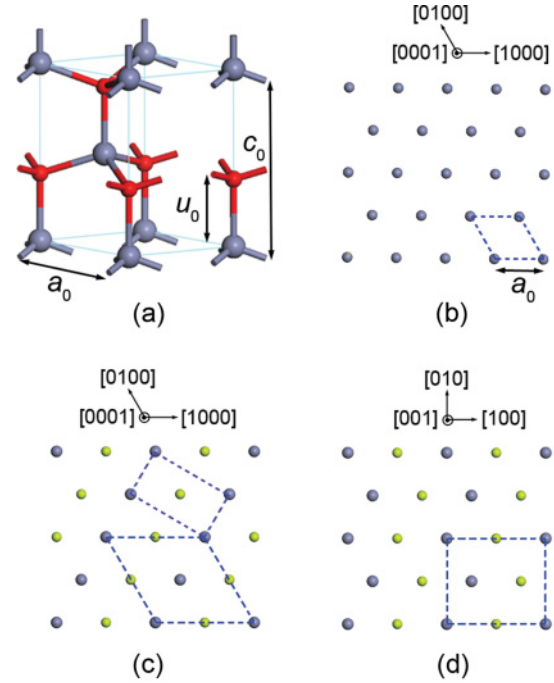 c₀
u₀
a₀
(a)
[0100]
[0001] [1000]
a₀
(b)
[0100]
[0001] [1000]
(c)
[010]
[001] [100]
(d)